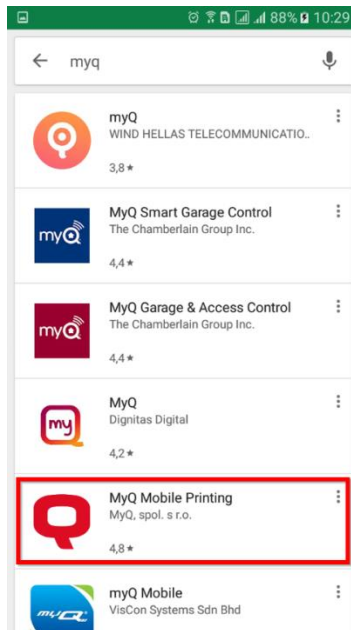 88% 10:29
myq
myQ
WIND HELLAS TELECOMMUNICATIO..
3,8★
myQ
MyQ Smart Garage Control
The Chamberlain Group Inc.
4,4★
myQ
MyQ Garage & Access Control
The Chamberlain Group Inc.
4,4★
my
MyQ
Dignitas Digital
4,2★
MyQ Mobile Printing
MyQ, spol. s r.o.
4,8★
myQ
myQ Mobile
VisCon Systems Sdn Bhd